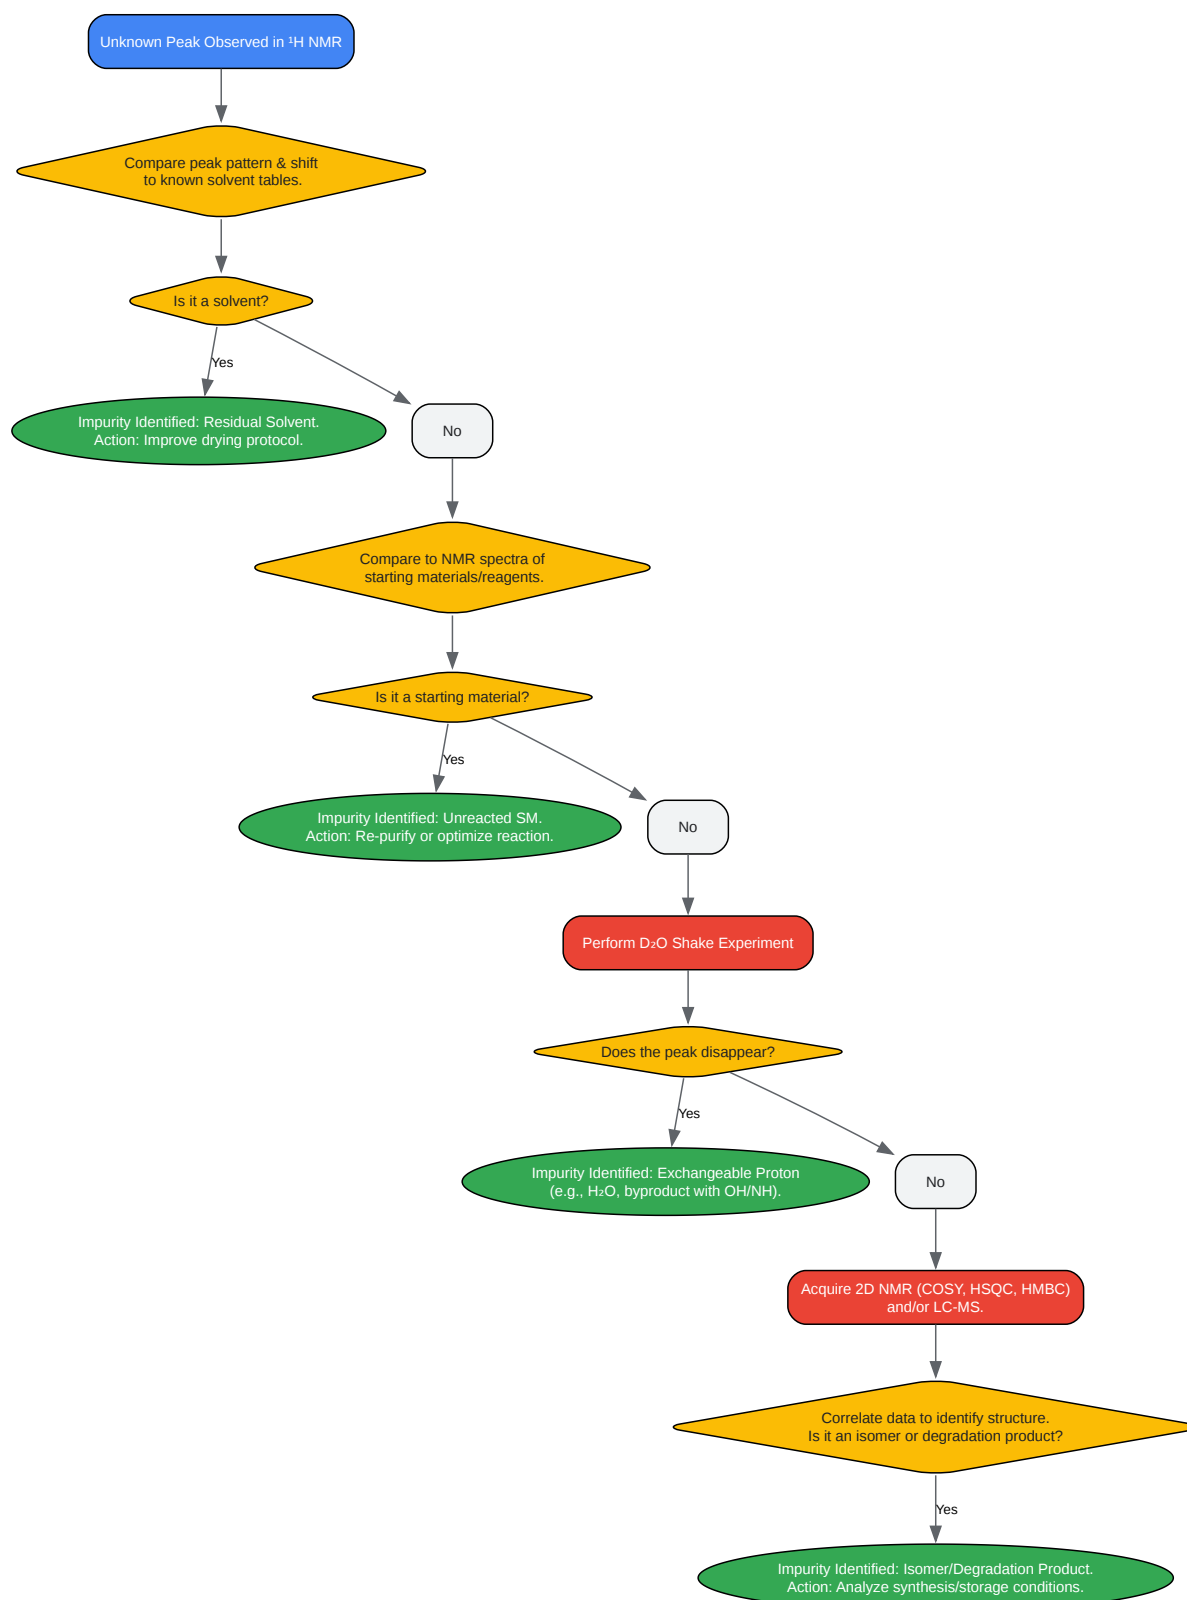 Unknown Peak Observed in ¹H NMR
Compare peak pattern & shift
to known solvent tables.
Is it a solvent?
Yes
Impurity Identified: Residual Solvent.
Action: Improve drying protocol.
No
Compare to NMR spectra of
starting materials/reagents.
Is it a starting material?
Yes
Impurity Identified: Unreacted SM.
Action: Re-purify or optimize reaction.
No
Perform D₂O Shake Experiment
Does the peak disappear?
Yes
Impurity Identified: Exchangeable Proton
(e.g., H₂O, byproduct with OH/NH).
No
Acquire 2D NMR (COSY, HSQC, HMBC)
and/or LC-MS.
Correlate data to identify structure.
Is it an isomer or degradation product?
Yes
Impurity Identified: Isomer/Degradation Product.
Action: Analyze synthesis/storage conditions.